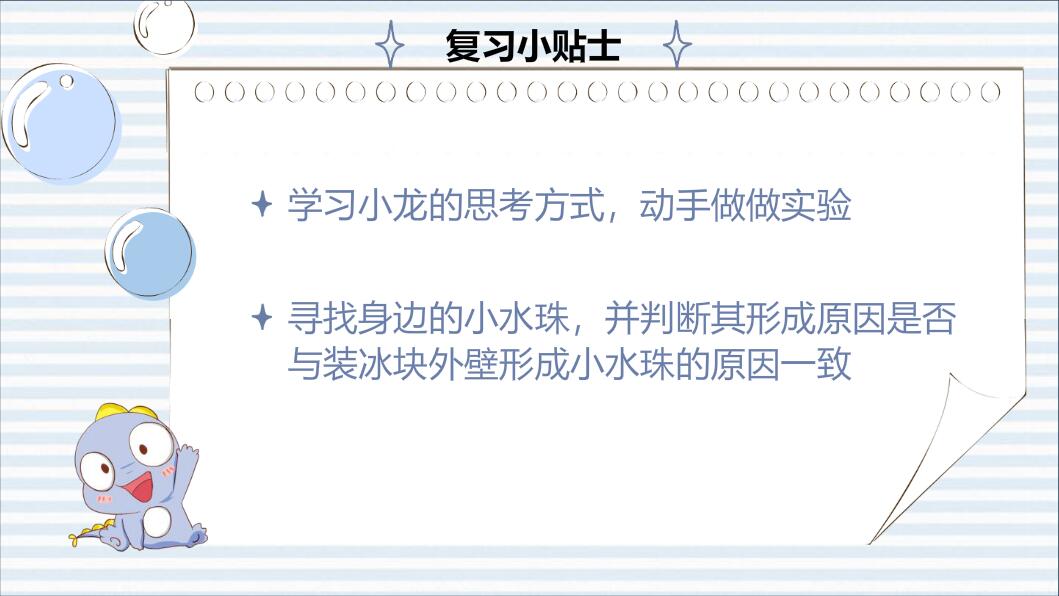 复习小贴士
学习小龙的思考方式，动手做做实验
寻找身边的小水珠，并判断其形成原因是否
与装冰块外壁形成小水珠的原因一致